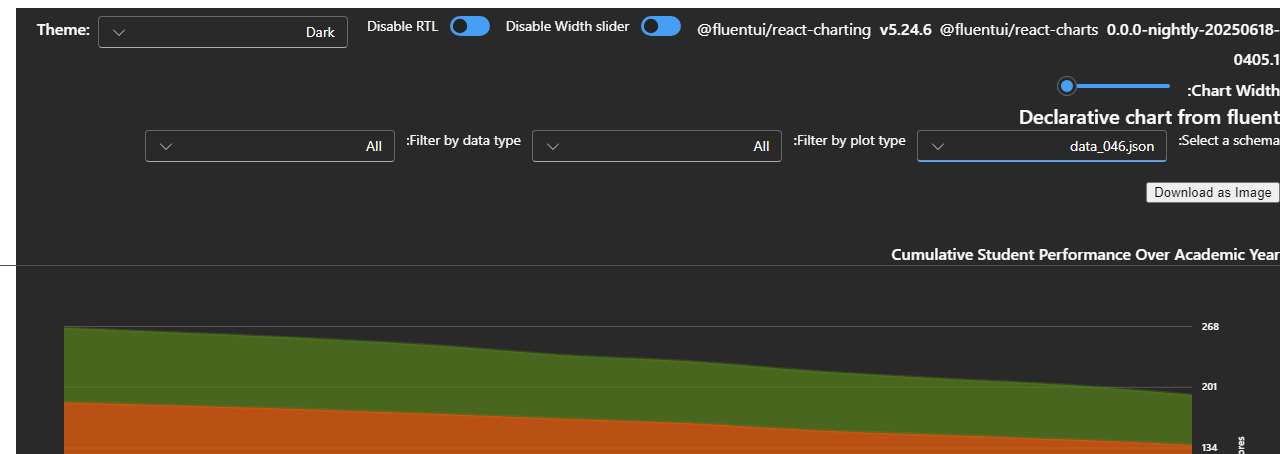 Theme: Dark Disable RTL Disable Width slider @fluentui/react-charting v5.24.6 @fluentui/react-charts 0.0.0-nightly-20250618-
0405.1
:Chart Width
Declarative chart from fluent
All :Filter by data type All :Filter by plot type data_046.json :Select a schema
Download as Image
Cumulative Student Performance Over Academic Year
268
201
134